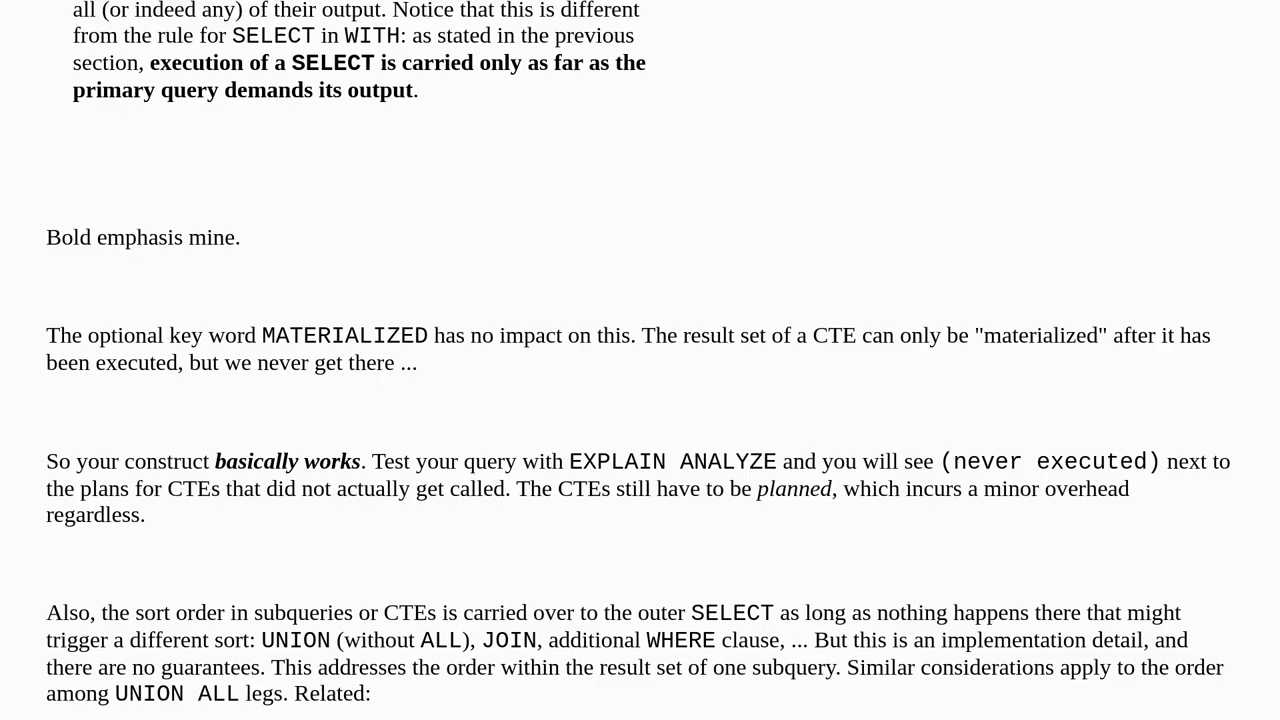 all (or indeed any) of their output. Notice that this is different
from the rule for SELECT in WITH: as stated in the previous
section, execution of a SELECT is carried only as far as the
primary query demands its output.
Bold emphasis mine.
The optional key word MATERIALIZED has no impact on this. The result set of a CTE can only be "materialized" after it has
been executed, but we never get there ...
So your construct basically works. Test your query with EXPLAIN ANALYZE and you will see (never executed) next to
the plans for CTEs that did not actually get called. The CTEs still have to be planned, which incurs a minor overhead
regardless.
Also, the sort order in subqueries or CTEs is carried over to the outer SELECT as long as nothing happens there that might
trigger a different sort: UNION (without ALL), JOIN, additional WHERE clause, ... But this is an implementation detail, and
there are no guarantees. This addresses the order within the result set of one subquery. Similar considerations apply to the order
among UNION ALL legs. Related: